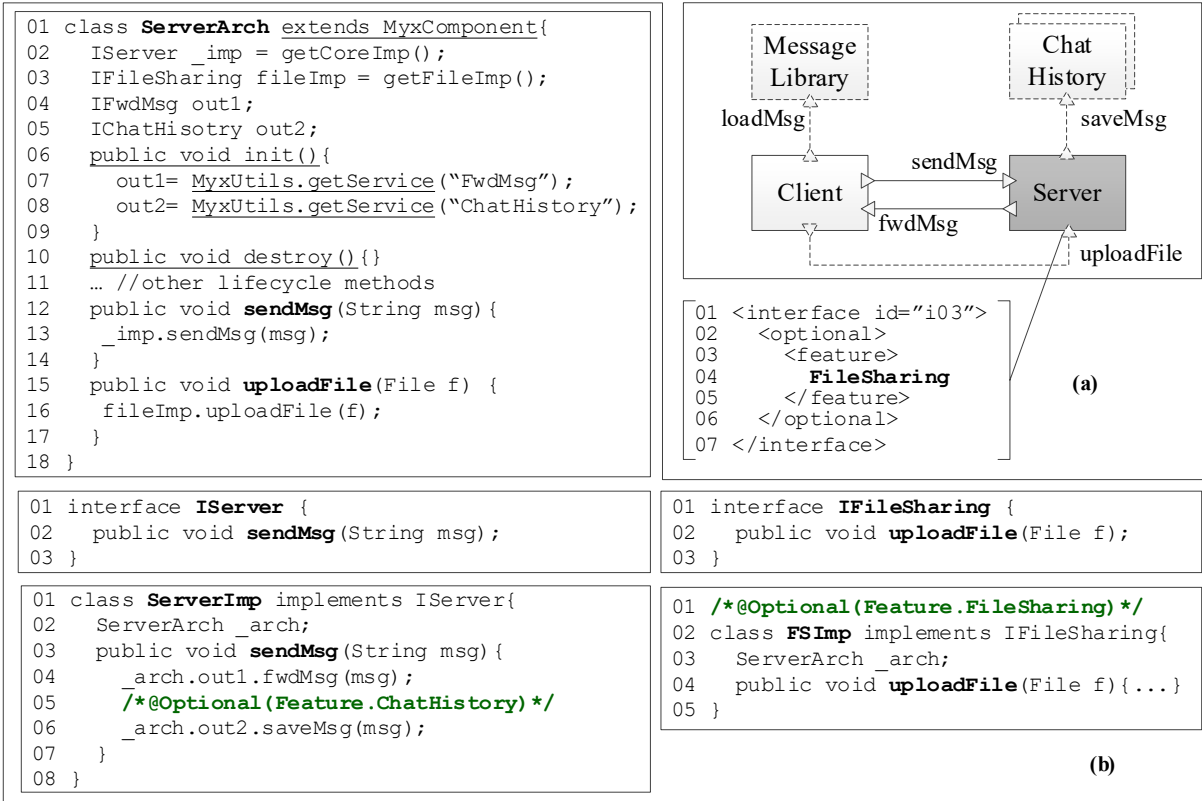 01 class ServerArch extends MyxComponent{
02   IServer _imp = getCoreImp();
03   IFileSharing fileImp = getFileImp();
04   IFwdMsg out1;
05   IChatHisotry out2;
06   public void init(){
07     out1= MyxUtils.getService(“FwdMsg”);
08     out2= MyxUtils.getService(“ChatHistory”);
09   }
10   public void destroy(){}
11   … //other lifecycle methods
12   public void sendMsg(String msg){
13    _imp.sendMsg(msg);
14   }
15   public void uploadFile(File f) {
16    fileImp.uploadFile(f);
17   }
18 }
Message
Library
Chat
History
loadMsg
saveMsg
sendMsg
Client
Server
fwdMsg
uploadFile
01 <interface id=”i03”>
02   <optional>
03     <feature>
04       FileSharing
05     </feature>
06   </optional>
07 </interface>
(a)
01 interface IServer {
02   public void sendMsg(String msg);
03 }
01 interface IFileSharing {
02   public void uploadFile(File f);
03 }
01 class ServerImp implements IServer{
02   ServerArch _arch;
03   public void sendMsg(String msg){
04     _arch.out1.fwdMsg(msg);
05     /*@Optional(Feature.ChatHistory)*/
06     _arch.out2.saveMsg(msg);
07   }
08 }
01 /*@Optional(Feature.FileSharing)*/
02 class FSImp implements IFileSharing{
03   ServerArch _arch;
04   public void uploadFile(File f){...}
05 }
(b)